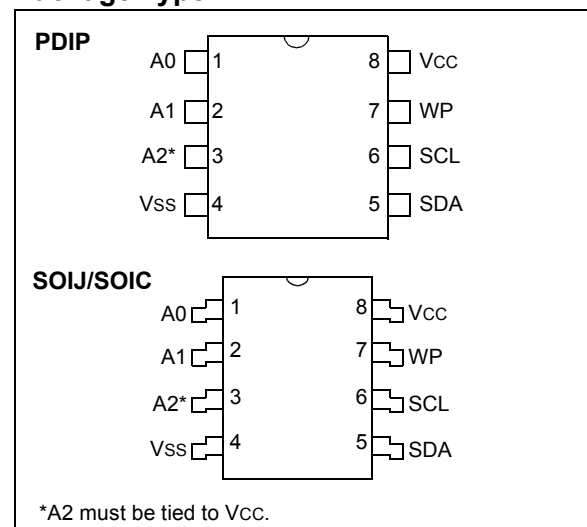 PDIP
A0 1 8 VCC
A1 2 7 WP
A2* 3 6 SCL
VSS 4 5 SDA
SOIJ/SOIC
A0 1 8 VCC
A1 2 7 WP
A2* 3 6 SCL
VSS 4 5 SDA
*A2 must be tied to VCC.